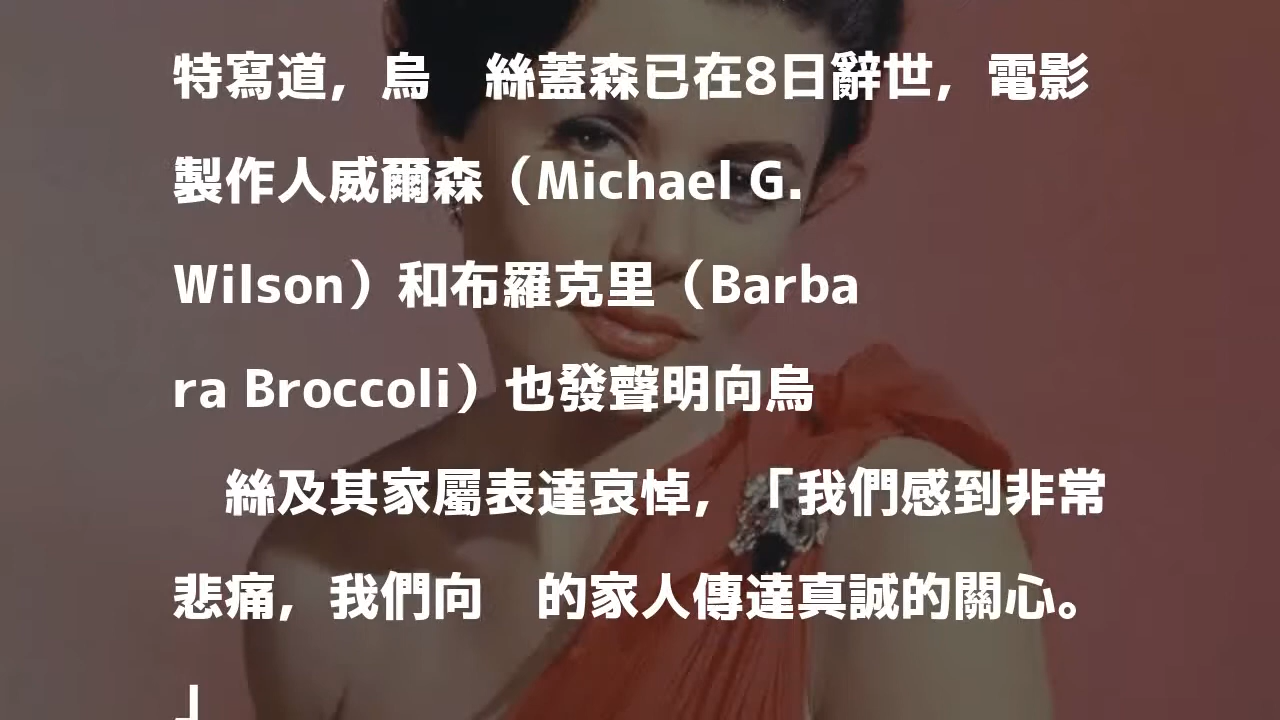 特寫道，烏　絲蓋森已在8日辭世，電影
製作人威爾森（Michael G.
Wilson）和布羅克里（Barba
ra Broccoli）也發聲明向烏
　絲及其家屬表達哀悼，「我們感到非常
悲痛，我們向　的家人傳達真誠的關心。
」